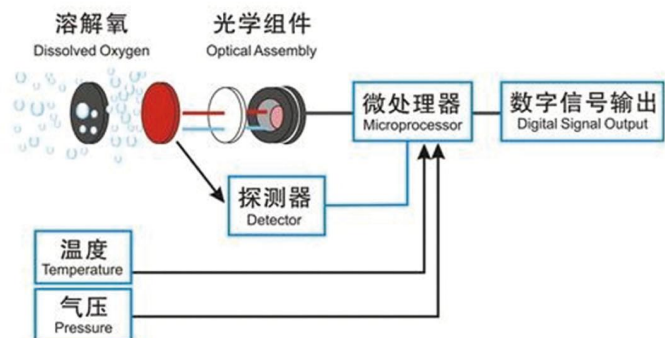 溶解氧
Dissolved Oxygen
光学组件
Optical Assembly
微处理器
Microprocessor
数字信号输出
Digital Signal Output
探测器
Detector
温度
Temperature
气压
Pressure